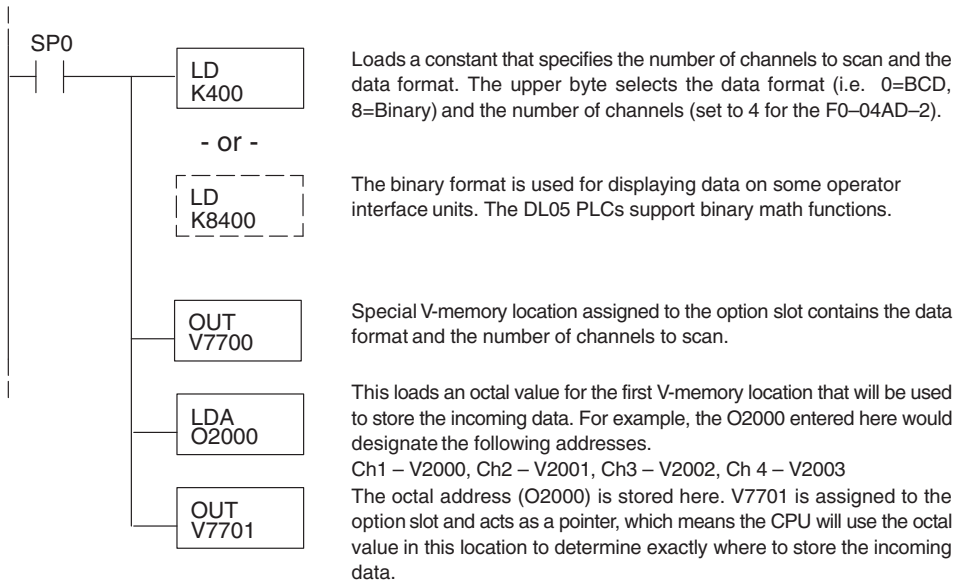 SP0
LD
K400
Loads a constant that specifies the number of channels to scan and the
data format. The upper byte selects the data format (i.e. 0=BCD,
8=Binary) and the number of channels (set to 4 for the F0–04AD–2).
- or -
LD
K8400
The binary format is used for displaying data on some operator
interface units. The DL05 PLCs support binary math functions.
OUT
V7700
Special V-memory location assigned to the option slot contains the data
format and the number of channels to scan.
LDA
O2000
This loads an octal value for the first V-memory location that will be used
to store the incoming data. For example, the O2000 entered here would
designate the following addresses.
Ch1 – V2000, Ch2 – V2001, Ch3 – V2002, Ch 4 – V2003
OUT
V7701
The octal address (O2000) is stored here. V7701 is assigned to the
option slot and acts as a pointer, which means the CPU will use the octal
value in this location to determine exactly where to store the incoming
data.